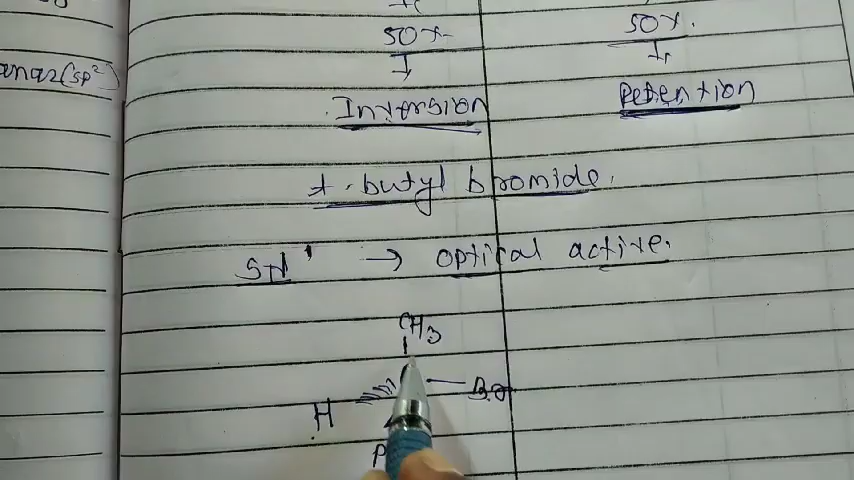 50%. 50%.
Inversion Retention
t-butyl bromide.
SN1 → optical active.
CH3
Br
H